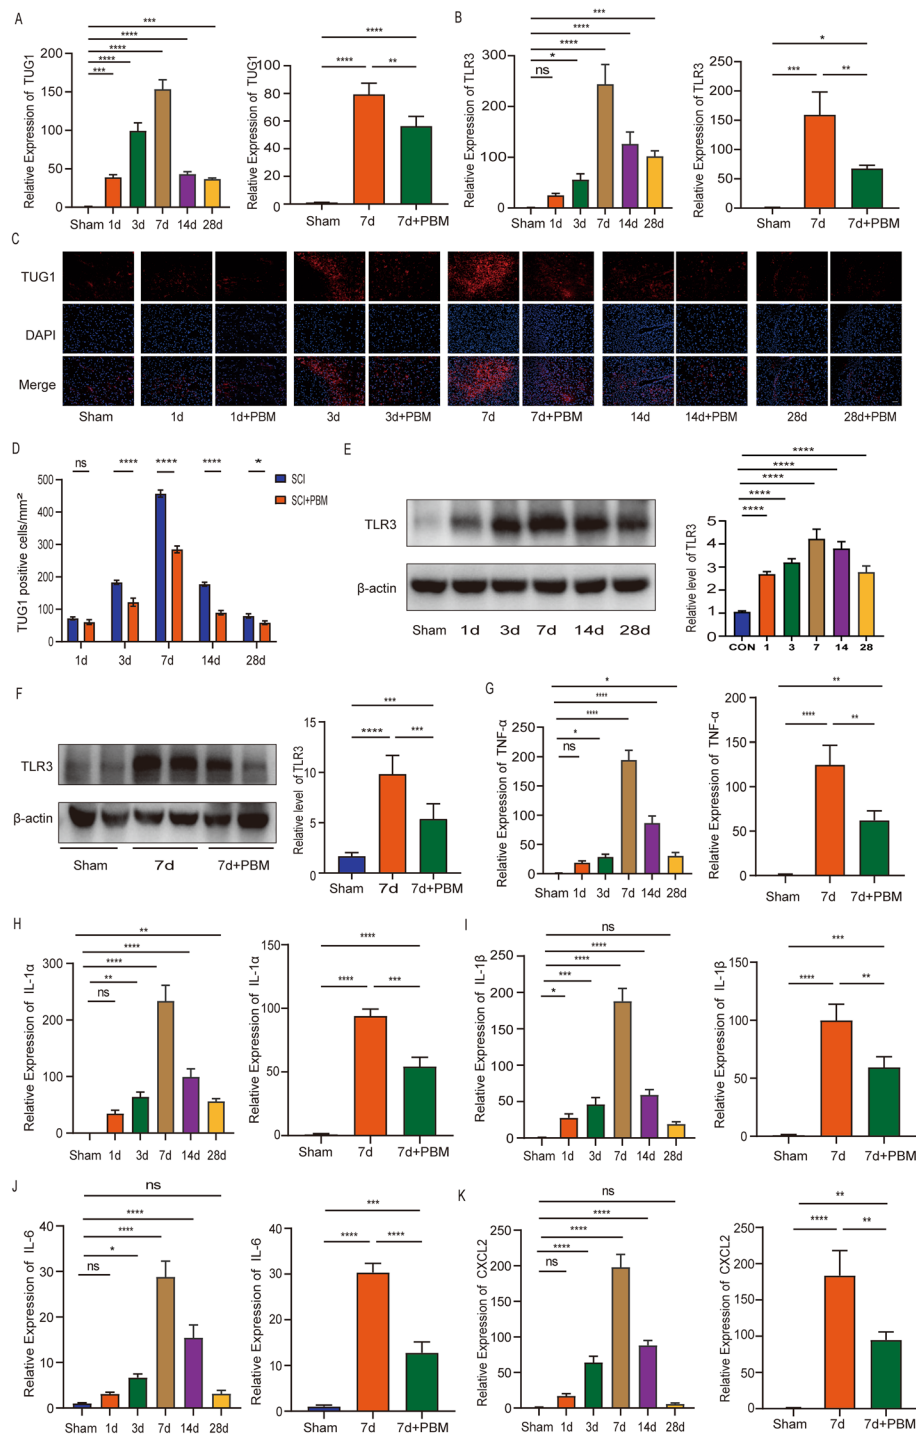 A
Relative Expression of TUG1
200
150
100
50
0
***
****
****
****
***
Sham 1d 3d 7d 14d 28d
Relative Expression of TUG1
100
80
60
40
20
0
****
****
**
Sham 7d 7d+PBM
B
Relative Expression of TLR3
300
200
100
0
***
****
****
*
ns
Sham 1d 3d 7d 14d 28d
Relative Expression of TLR3
250
200
150
100
50
0
*
***
**
Sham 7d 7d+PBM
C
TUG1
DAPI
Merge
Sham 1d 1d+PBM 3d 3d+PBM 7d 7d+PBM 14d 14d+PBM 28d 28d+PBM
D
TUG1 positive cells/mm²
500
400
300
200
100
0
ns **** **** **** *
SCI
SCI+PBM
1d 3d 7d 14d 28d
E
TLR3
β-actin
Sham 1d 3d 7d 14d 28d
Relative level of TLR3
5
4
3
2
1
0
****
****
****
****
****
CON 1 3 7 14 28
F
TLR3
β-actin
Sham 7d 7d+PBM
Relative level of TLR3
15
10
5
0
***
****
***
Sham 7d 7d+PBM
G
Relative Expression of TNF-α
250
200
150
100
50
0
*
****
****
*
ns
Sham 1d 3d 7d 14d 28d
Relative Expression of TNF-α
200
150
100
50
0
**
****
**
Sham 7d 7d+PBM
H
Relative Expression of IL-1α
300
200
100
0
**
****
****
**
ns
Sham 1d 3d 7d 14d 28d
Relative Expression of IL-1α
150
100
50
0
****
****
***
Sham 7d 7d+PBM
I
Relative Expression of IL-1β
250
200
150
100
50
0
ns
****
****
***
*
Sham 1d 3d 7d 14d 28d
Relative Expression of IL-1β
150
100
50
0
***
****
**
Sham 7d 7d+PBM
J
Relative Expression of IL-6
40
30
20
10
0
ns
****
****
*
ns
Sham 1d 3d 7d 14d 28d
Relative Expression of IL-6
40
30
30
10
0
***
****
****
Sham 7d 7d+PBM
K
Relative Expression of CXCL2
250
200
150
100
50
0
ns
****
****
****
ns
Sham 1d 3d 7d 14d 28d
Relative Expression of CXCL2
250
200
150
100
50
0
**
****
**
Sham 7d 7d+PBM